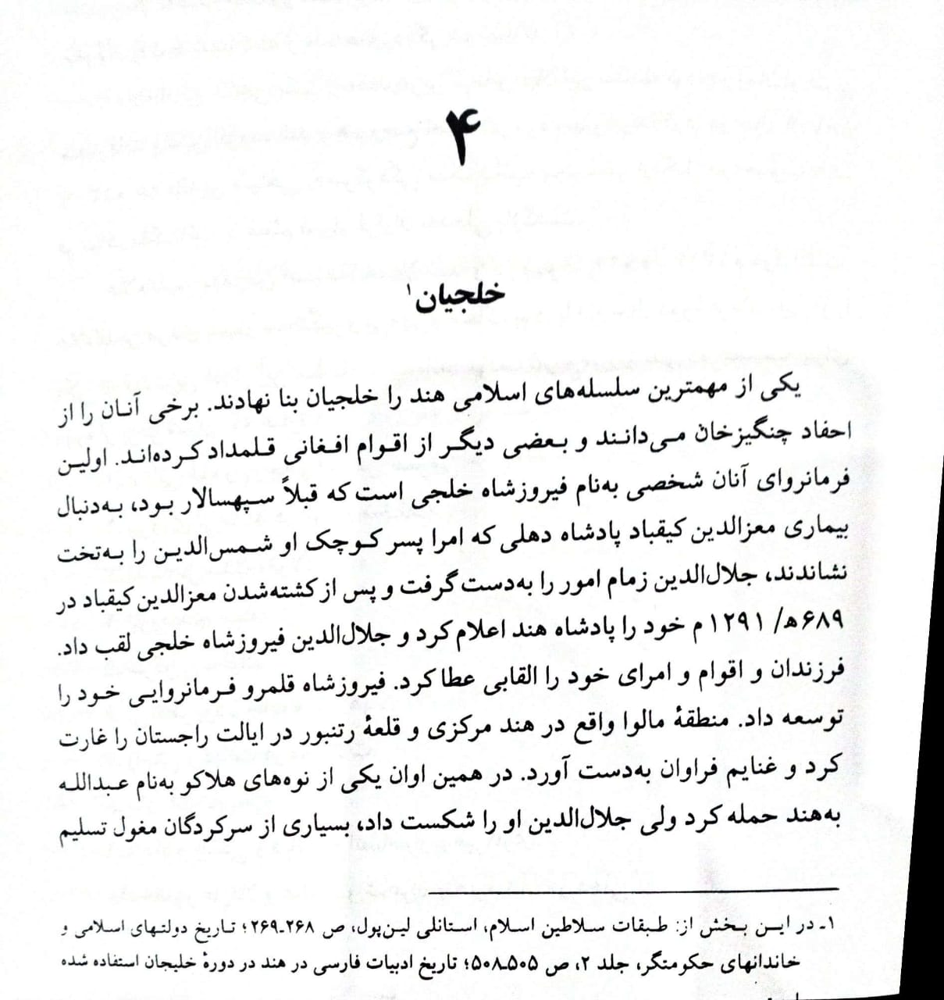 ۴
خلجیان۱
یکی از مهمترین سلسله‌های اسلامی هند را خلجیان بنا نهادند. برخی آنان را از
احفاد چنگیزخان می‌دانند و بعضی دیگر از اقوام افغانی قلمداد کرده‌اند. اولین
فرمانروای آنان شخصی به‌نام فیروزشاه خلجی است که قبلاً سپهسالار بود، به‌دنبال
بیماری معزالدین کیقباد پادشاه دهلی که امرا پسر کوچک او شمس‌الدین را به‌تخت
نشاندند، جلال‌الدین زمام امور را به‌دست گرفت و پس از کشته‌شدن معزالدین کیقباد در
۶۸۹ه‍/ ۱۲۹۱ م خود را پادشاه هند اعلام کرد و جلال‌الدین فیروزشاه خلجی لقب داد.
فرزندان و اقوام و امرای خود را القابی عطا کرد. فیروزشاه قلمرو فرمانروایی خود را
توسعه داد. منطقهٔ مالوا واقع در هند مرکزی و قلعهٔ رتنبور در ایالت راجستان را غارت
کرد و غنایم فراوان به‌دست آورد. در همین اوان یکی از نوه‌های هلاکو به‌نام عبدالله
به‌هند حمله کرد ولی جلال‌الدین او را شکست داد، بسیاری از سرکردگان مغول تسلیم
۱ـ در این بخش از: طبقات سلاطین اسلام، استانلی لین‌پول، ص ۲۶۸ـ۲۶۹؛ تاریخ دولتهای اسلامی و
خاندانهای حکومتگر، جلد ۲، ص ۵۰۵ـ۵۰۸؛ تاریخ ادبیات فارسی در هند در دورهٔ خلیجان استفاده شده